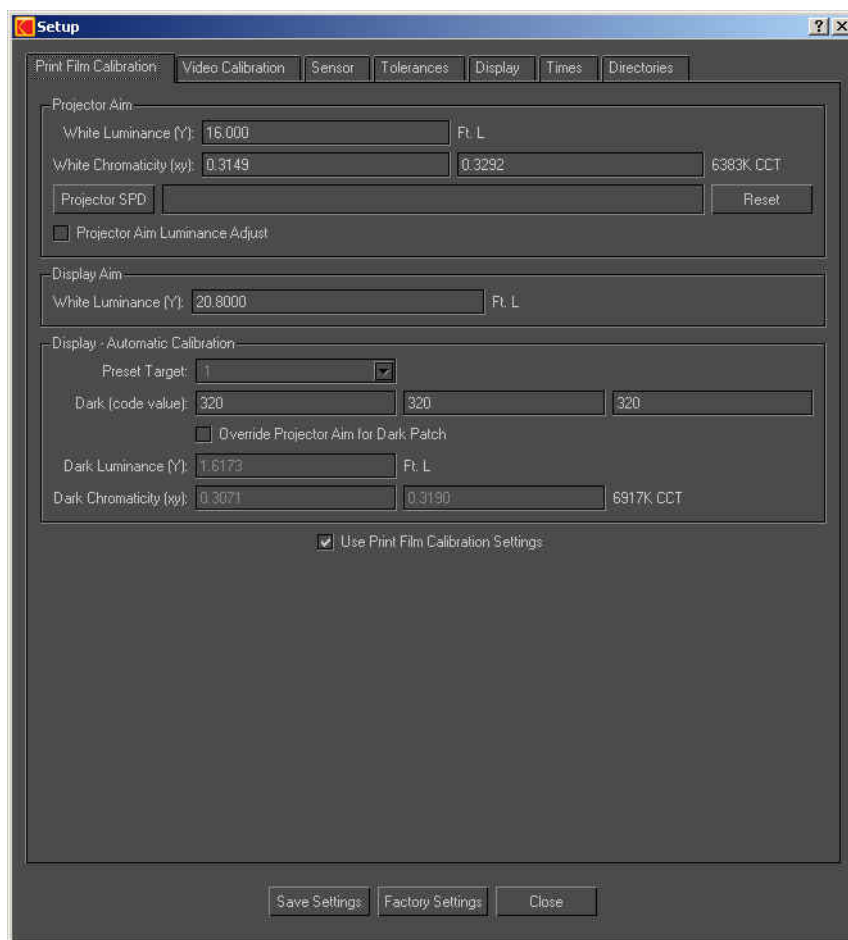 Setup
Print Film Calibration Video Calibration Sensor Tolerances Display Times Directories
Projector Aim
White Luminance (Y): 16.000 Ft. L
White Chromaticity (xy): 0.3149 0.3292 6383K CCT
Projector SPD Reset
Projector Aim Luminance Adjust
Display Aim
White Luminance (Y): 20.8000 Ft. L
Display - Automatic Calibration
Preset Target: 1
Dark (code value): 320 320 320
Override Projector Aim for Dark Patch
Dark Luminance (Y): 1.6173 Ft. L
Dark Chromaticity (xy): 0.3071 0.3190 6917K CCT
Use Print Film Calibration Settings
Save Settings Factory Settings Close